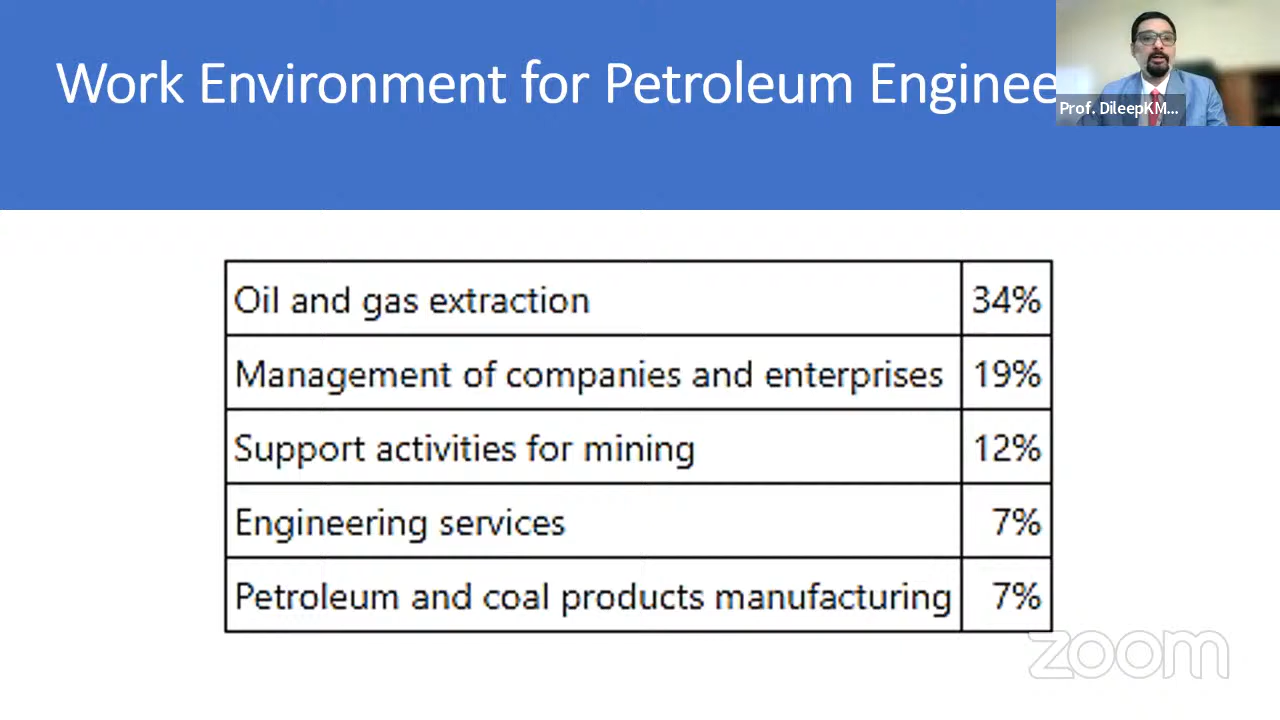 Work Environment for Petroleum Enginee
Prof. DileepKM...
Oil and gas extraction 34%
Management of companies and enterprises 19%
Support activities for mining 12%
Engineering services 7%
Petroleum and coal products manufacturing 7%
zoom